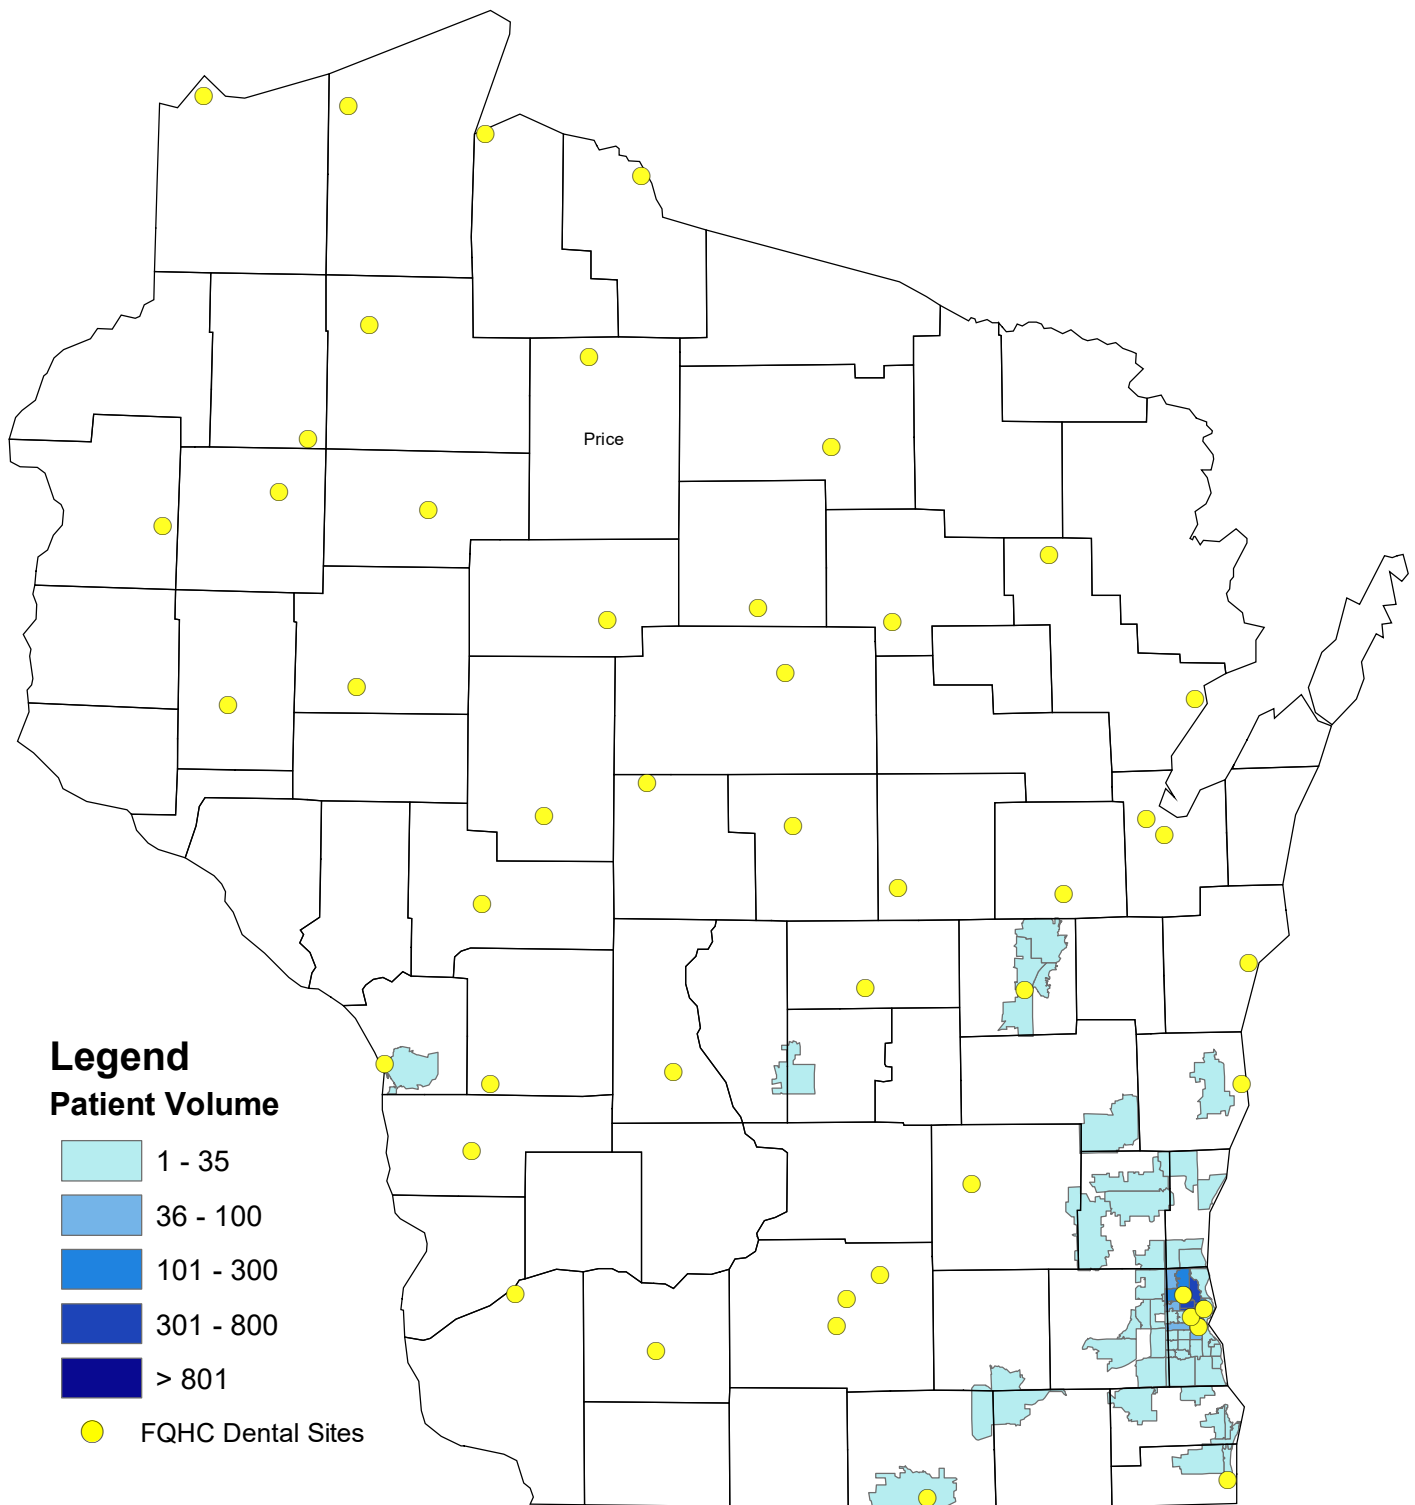 Price
Legend
Patient Volume
1 - 35
36 - 100
101 - 300
301 - 800
> 801
FQHC Dental Sites